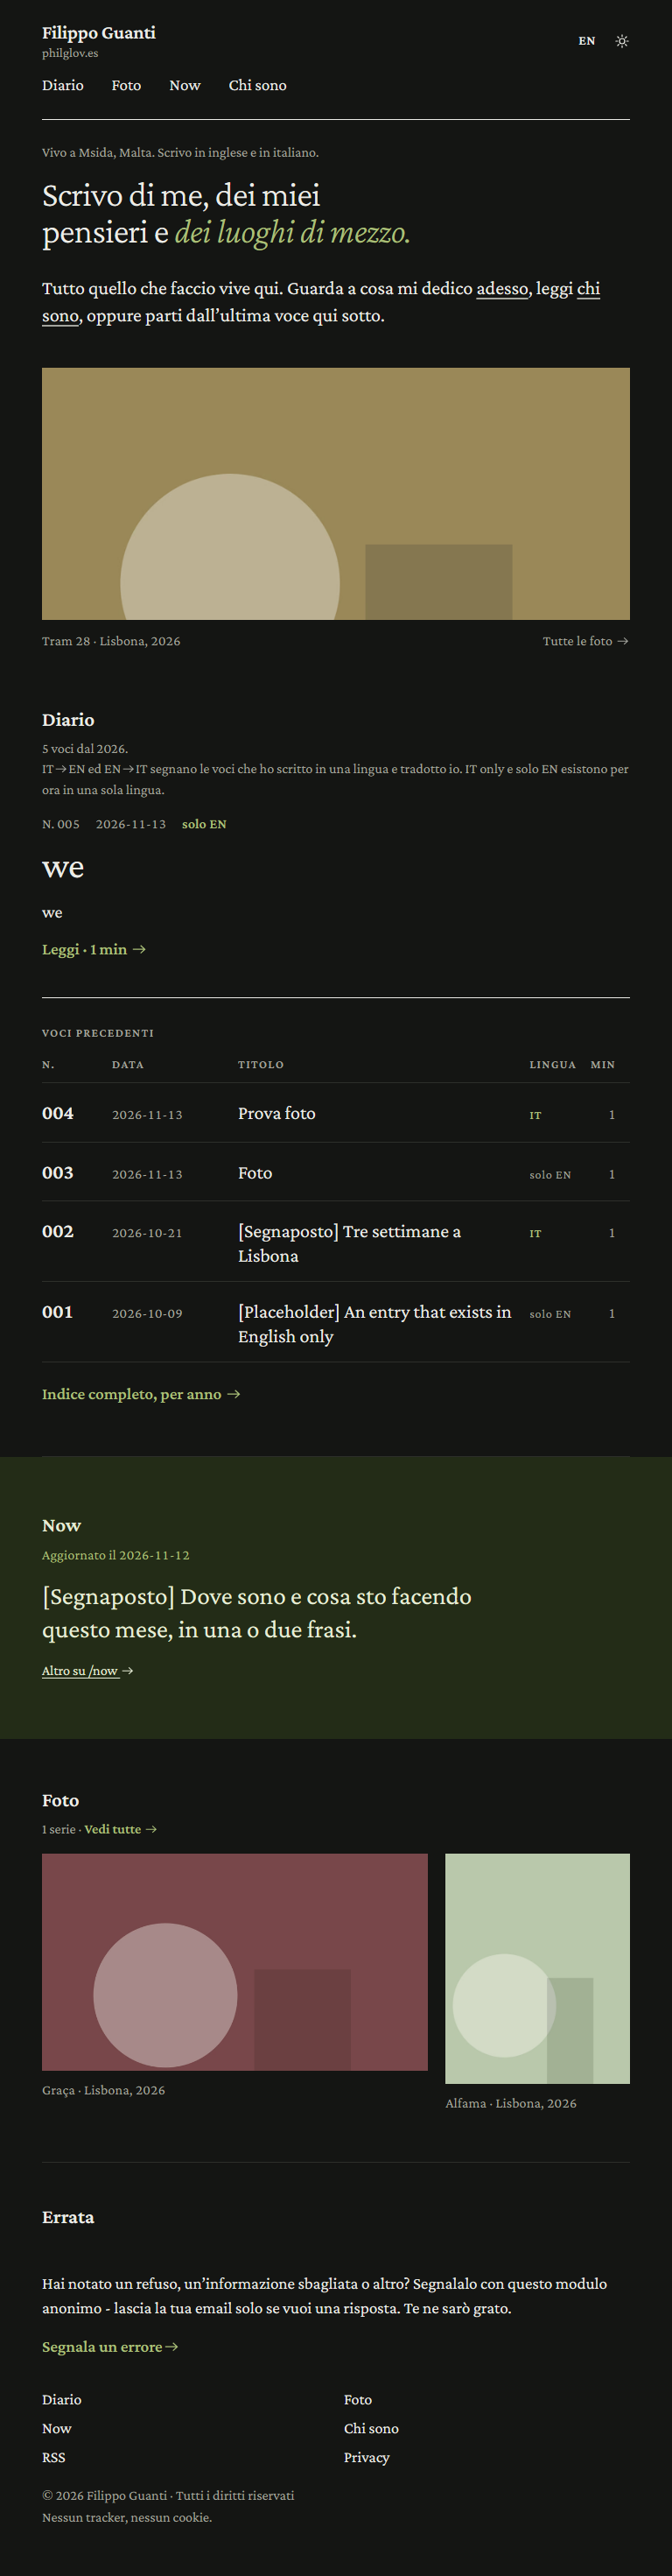 Filippo Guanti
philglov.es
EN
Diario Foto Now Chi sono
Vivo a Msida, Malta. Scrivo in inglese e in italiano.
Scrivo di me, dei miei
pensieri e dei luoghi di mezzo.
Tutto quello che faccio vive qui. Guarda a cosa mi dedico adesso, leggi chi
sono, oppure parti dall’ultima voce qui sotto.
Tram 28 · Lisbona, 2026
Tutte le foto →
Diario
5 voci dal 2026.
IT→EN ed EN→IT segnano le voci che ho scritto in una lingua e tradotto io. IT only e solo EN esistono per
ora in una sola lingua.
N. 005 2026-11-13 solo EN
we
we
Leggi · 1 min →
VOCI PRECEDENTI
N. DATA TITOLO LINGUA MIN
004 2026-11-13 Prova foto IT 1
003 2026-11-13 Foto solo EN 1
002 2026-10-21 [Segnaposto] Tre settimane a IT 1
Lisbona
001 2026-10-09 [Placeholder] An entry that exists in solo EN 1
English only
Indice completo, per anno →
Now
Aggiornato il 2026-11-12
[Segnaposto] Dove sono e cosa sto facendo
questo mese, in una o due frasi.
Altro su /now →
Foto
1 serie · Vedi tutte →
Graça · Lisbona, 2026
Alfama · Lisbona, 2026
Errata
Hai notato un refuso, un’informazione sbagliata o altro? Segnalalo con questo modulo
anonimo - lascia la tua email solo se vuoi una risposta. Te ne sarò grato.
Segnala un errore→
Diario Foto
Now Chi sono
RSS Privacy
© 2026 Filippo Guanti · Tutti i diritti riservati
Nessun tracker, nessun cookie.